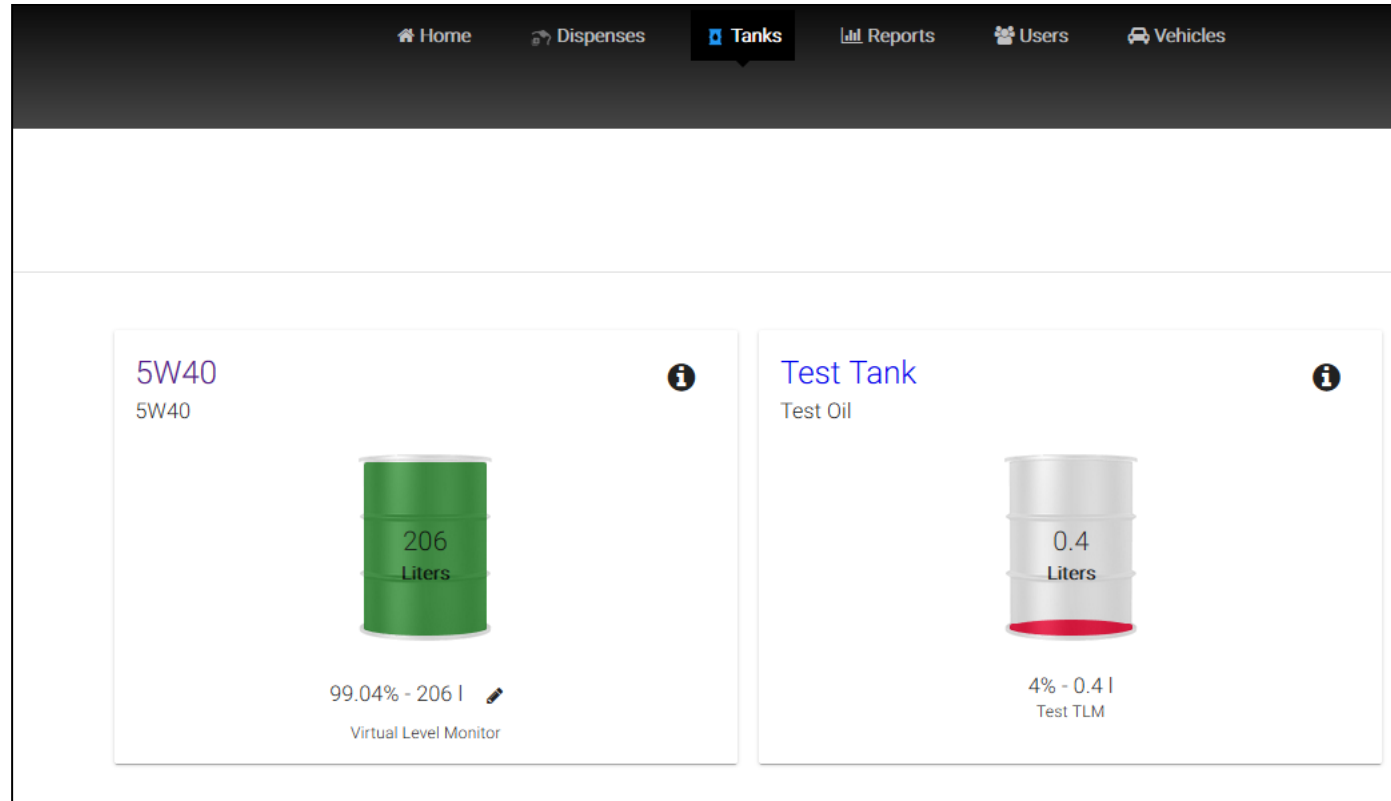 Home Dispenses Tanks Reports Users Vehicles
5W40
5W40
206
Liters
99.04% - 206 l
Virtual Level Monitor
Test Tank
Test Oil
0.4
Liters
4% - 0.4 l
Test TLM